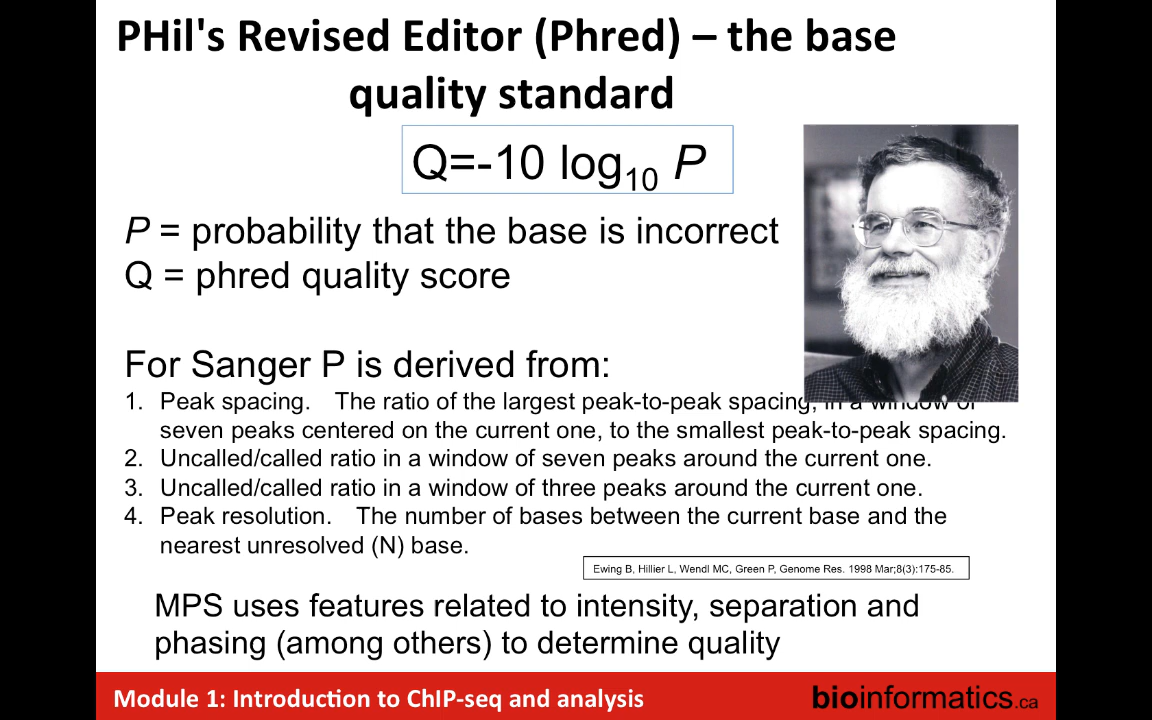 PHil's Revised Editor (Phred) – the base
quality standard
Q=-10 log10 P
P = probability that the base is incorrect
Q = phred quality score
For Sanger P is derived from:
1. Peak spacing. The ratio of the largest peak-to-peak spacing, in a window of
seven peaks centered on the current one, to the smallest peak-to-peak spacing.
2. Uncalled/called ratio in a window of seven peaks around the current one.
3. Uncalled/called ratio in a window of three peaks around the current one.
4. Peak resolution. The number of bases between the current base and the
nearest unresolved (N) base.
Ewing B, Hillier L, Wendl MC, Green P, Genome Res. 1998 Mar;8(3):175-85.
MPS uses features related to intensity, separation and
phasing (among others) to determine quality
Module 1: Introduction to ChIP-seq and analysis
bioinformatics.ca